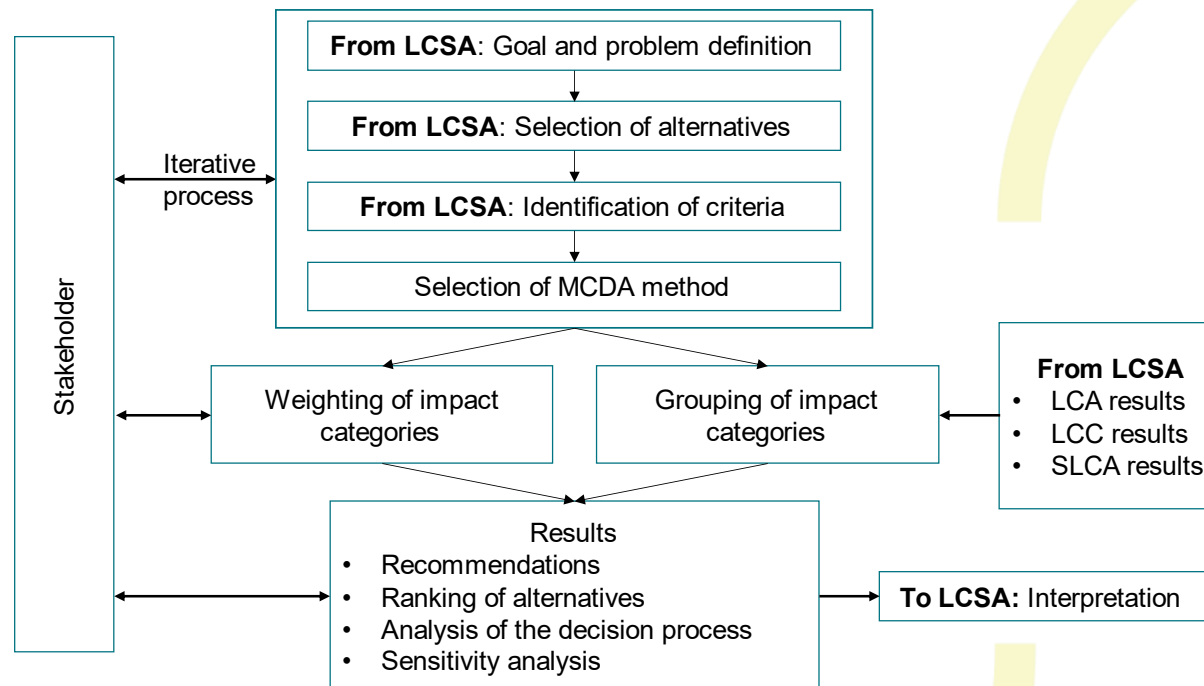 From LCSA: Goal and problem definition
From LCSA: Selection of alternatives
Iterative
process
From LCSA: Identification of criteria
Selection of MCDA method
Stakeholder
Weighting of impact
categories
Grouping of impact
categories
From LCSA
• LCA results
• LCC results
• SLCA results
Results
• Recommendations
• Ranking of alternatives
• Analysis of the decision process
• Sensitivity analysis
To LCSA: Interpretation